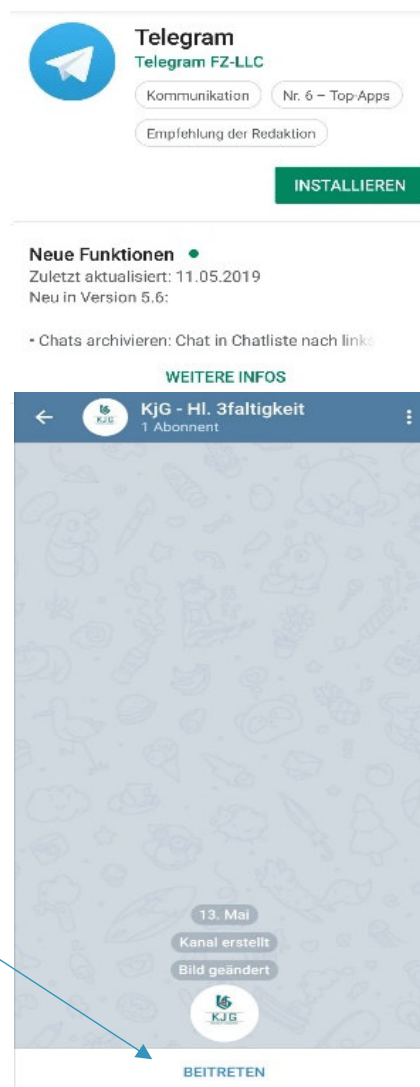 Telegram
Telegram FZ-LLC
Kommunikation
Nr. 6 – Top-Apps
Empfehlung der Redaktion
INSTALLIEREN
Neue Funktionen
Zuletzt aktualisiert: 11.05.2019
Neu in Version 5.6:
• Chats archivieren: Chat in Chatliste nach links
WEITERE INFOS
KjG - Hl. 3faltigkeit
1 Abonnent
13. Mai
Kanal erstellt
Bild geändert
KJG
BEITRETEN